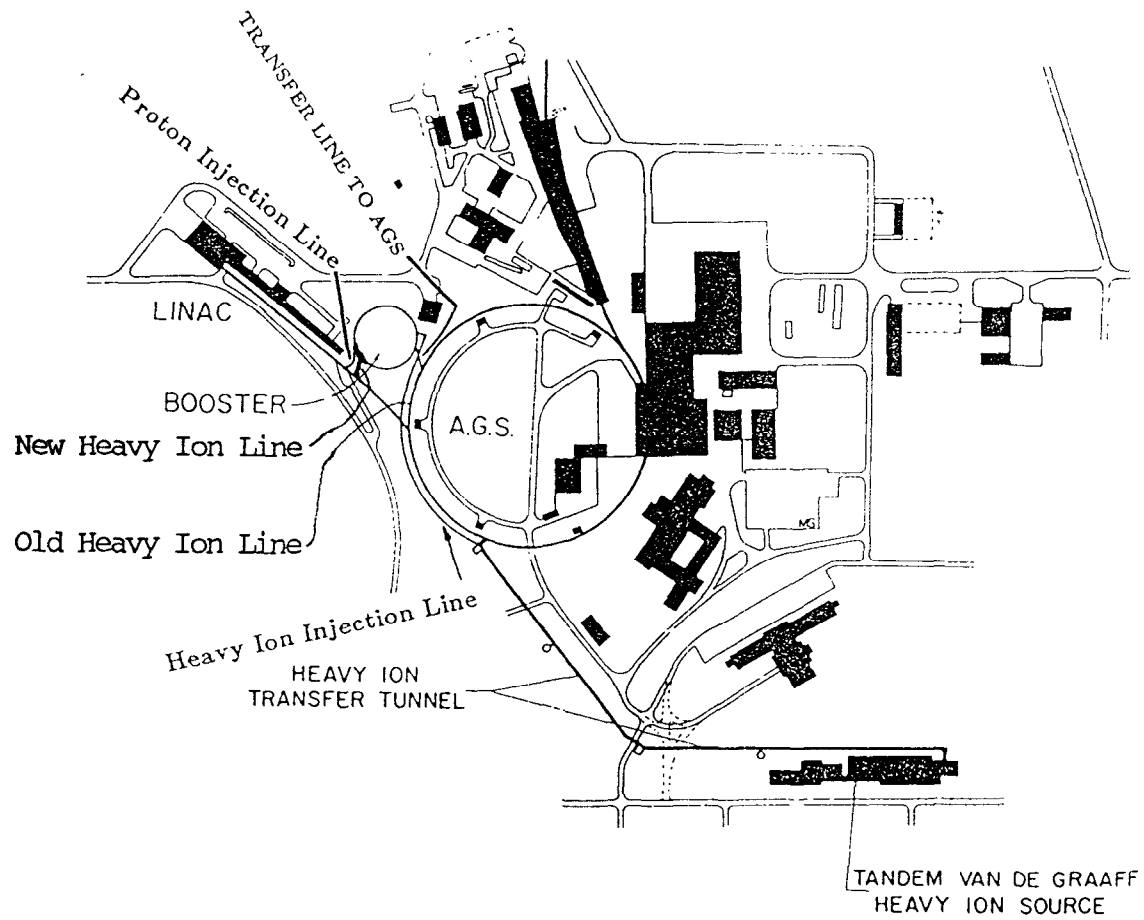 TRANSFER LINE TO AGS
Proton Injection Line
LINAC
BOOSTER
New Heavy Ion Line
A.G.S.
Old Heavy Ion Line
MG
Heavy Ion Injection Line
HEAVY ION
TRANSFER TUNNEL
TANDEM VAN DE GRAAFF
HEAVY ION SOURCE